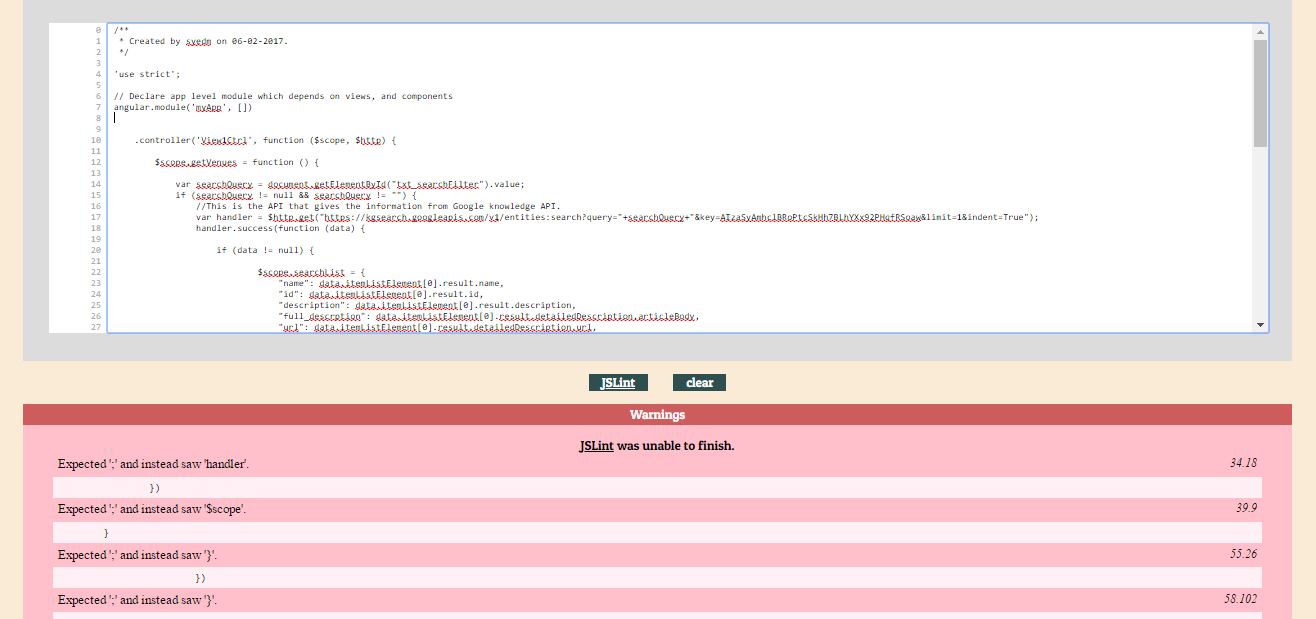 0 /**
1 * Created by syedm on 06-02-2017.
2 */
3
4 'use strict';
5
6 // Declare app level module which depends on views, and components
7 angular.module('myApp', [])
8
9
10 .controller('View1Ctrl', function ($scope, $http) {
11
12 $scope.getVenues = function () {
13
14 var searchQuery = document.getElementById("txt_searchFilter").value;
15 if (searchQuery != null && searchQuery != "") {
16 //This is the API that gives the information from Google knowledge API.
17 var handler = $http.get("https://kgsearch.googleapis.com/v1/entities:search?query="+searchQuery+"&key=&limit=1&indent=True");
18 handler.success(function (data) {
19
20 if (data != null) {
21
22 $scope.searchList = {
23 "name": data.itemListElement[0].result.name,
24 "id": data.itemListElement[0].result.id,
25 "description": data.itemListElement[0].result.description,
26 "full_descrption": data.itemListElement[0].result.detailedDescription.articleBody,
27 "url": data.itemListElement[0].result.detailedDescription.url,
JSLint clear
Warnings
JSLint was unable to finish.
Expected ';' and instead saw 'handler'. 34.18
})
Expected ';' and instead saw '$scope'. 39.9
}
Expected ';' and instead saw '}'. 55.26
})
Expected ';' and instead saw '}'. 58.102